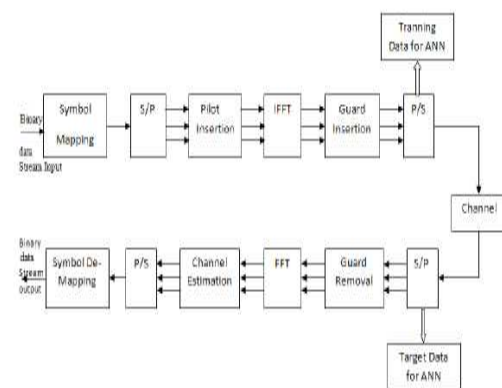 Tranning
Data for ANN
Symbol
Mapping
S/P
Pilot
Insertion
IFFT
Guard
Insertion
P/S
Binary
data
Stream Input
Channel
Binary
data
Stream
output
Symbol De-
Mapping
P/S
Channel
Estimation
FFT
Guard
Removal
S/P
Target Data
for ANN